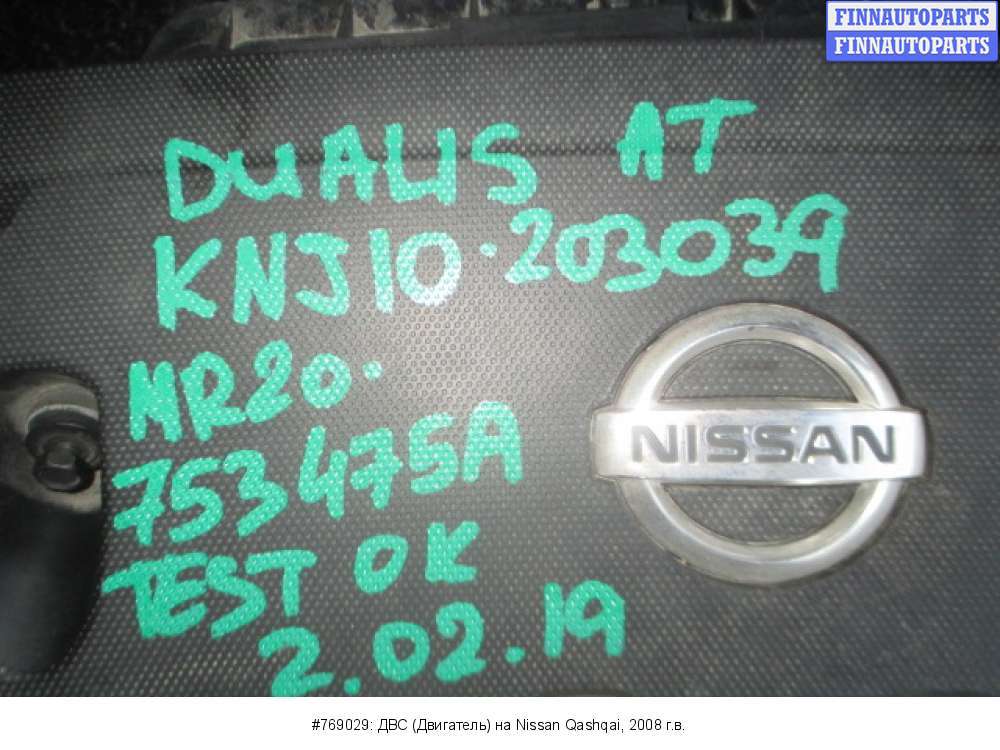 FINNAUTOPARTS
FINNAUTOPARTS
DUALIS AT
KNJ10·203039
MR20·
753475A
NISSAN
TEST OK
2.02.19
#769029: ДВС (Двигатель) на Nissan Qashqai, 2008 г.в.